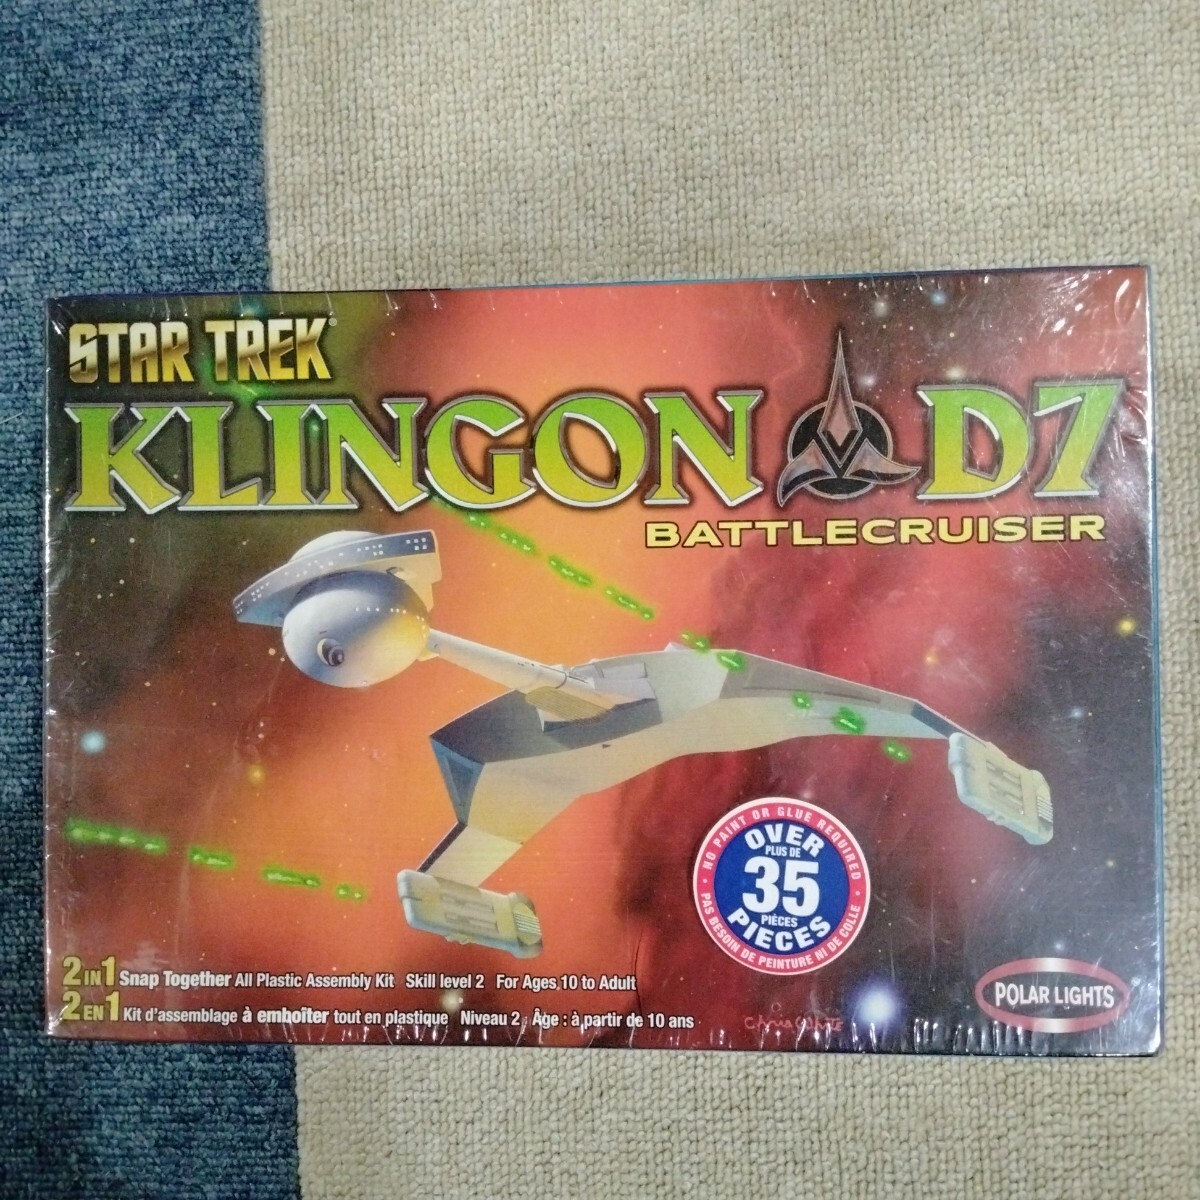 STAR TREK®
KLINGON D7
BATTLECRUISER
NO PAINT OR GLUE REQUIRED
OVER
PLUS DE
35
PIÈCES
PIECES
PAS BESOIN DE PEINTURE NI DE COLLE
2 IN 1 Snap Together All Plastic Assembly Kit Skill level 2 For Ages 10 to Adult
2 EN 1 Kit d'assemblage à emboîter tout en plastique Niveau 2 Âge : à partir de 10 ans
POLAR LIGHTS